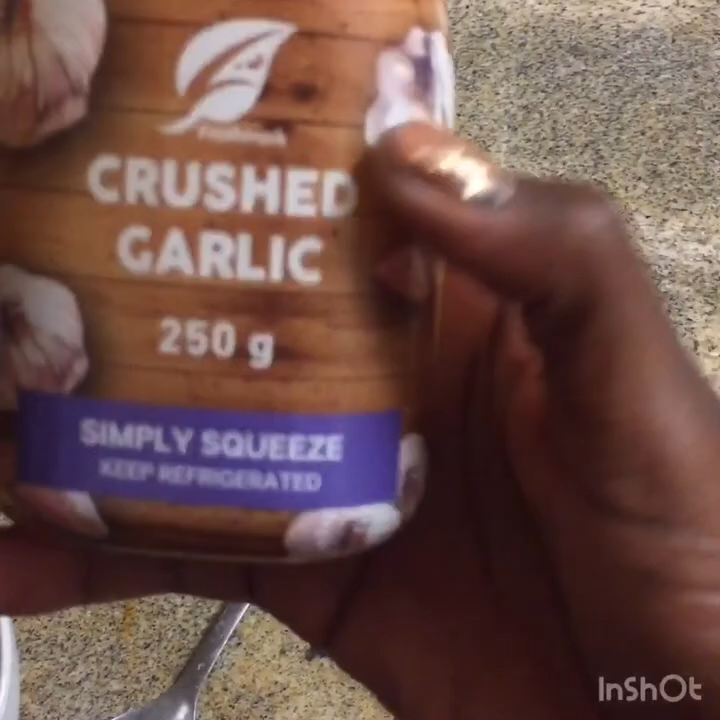 CRUSHED
GARLIC
250 g
SIMPLY SQUEEZE
KEEP REFRIGERATED
InShOt